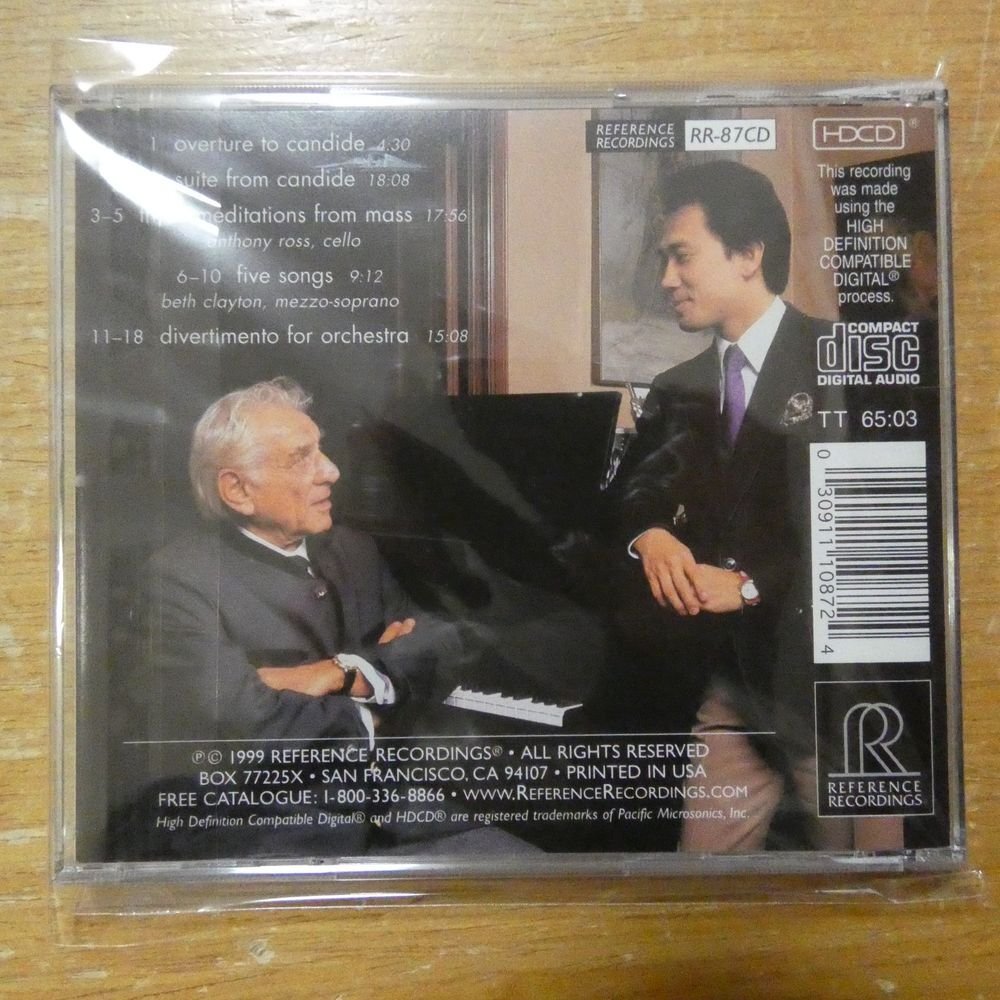 1 overture to candide 4:30
suite from candide 18:08
3–5 meditations from mass 17:56
anthony ross, cello
6–10 five songs 9:12
beth clayton, mezzo-soprano
11–18 divertimento for orchestra 15:08
REFERENCE RECORDINGS RR-87CD
HDCD®
This recording
was made
using the
HIGH
DEFINITION
COMPATIBLE
DIGITAL®
process.
COMPACT
disc
DIGITAL AUDIO
TT 65:03
0 30911 10872 4
R
REFERENCE
RECORDINGS
℗© 1999 REFERENCE RECORDINGS® • ALL RIGHTS RESERVED
BOX 77225X • SAN FRANCISCO, CA 94107 • PRINTED IN USA
FREE CATALOGUE: 1-800-336-8866 • WWW.REFERENCERECORDINGS.COM
High Definition Compatible Digital® and HDCD® are registered trademarks of Pacific Microsonics, Inc.